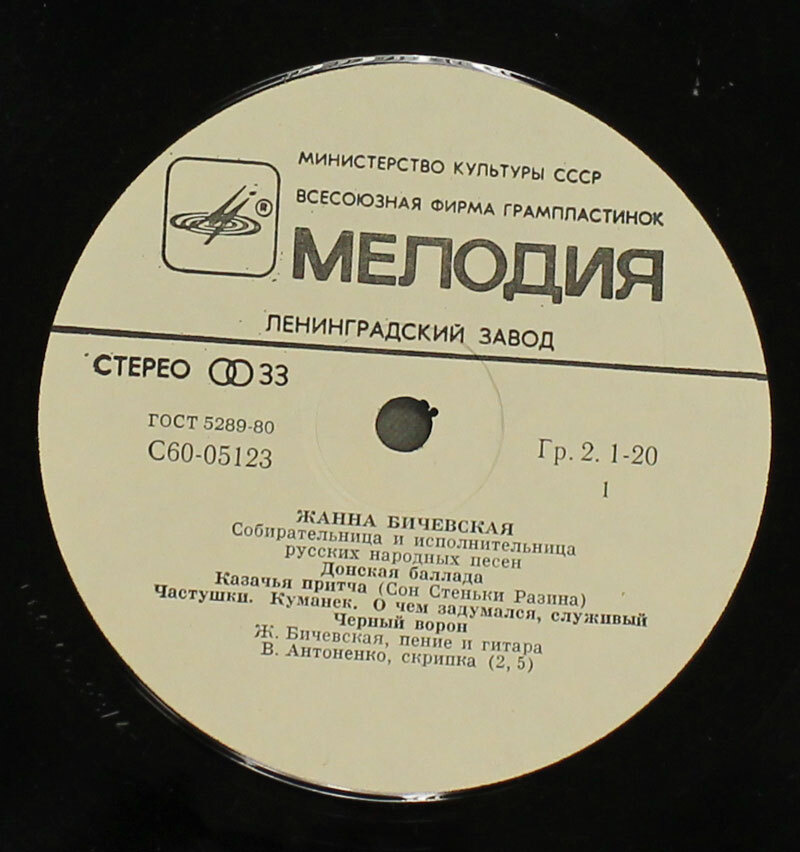 МИНИСТЕРСТВО КУЛЬТУРЫ СССР
ВСЕСОЮЗНАЯ ФИРМА ГРАМПЛАСТИНОК
®
МЕЛОДИЯ
ЛЕНИНГРАДСКИЙ ЗАВОД
СТЕРЕО 33
ГОСТ 5289-80
С60-05123
Гр. 2. 1-20
1
ЖАННА БИЧЕВСКАЯ
Собирательница и исполнительница
русских народных песен
Донская баллада
Казачья притча (Сон Стеньки Разина)
Частушки. Куманек. О чем задумался, служивый
Черный ворон
Ж. Бичевская, пение и гитара
В. Антоненко, скрипка (2, 5)